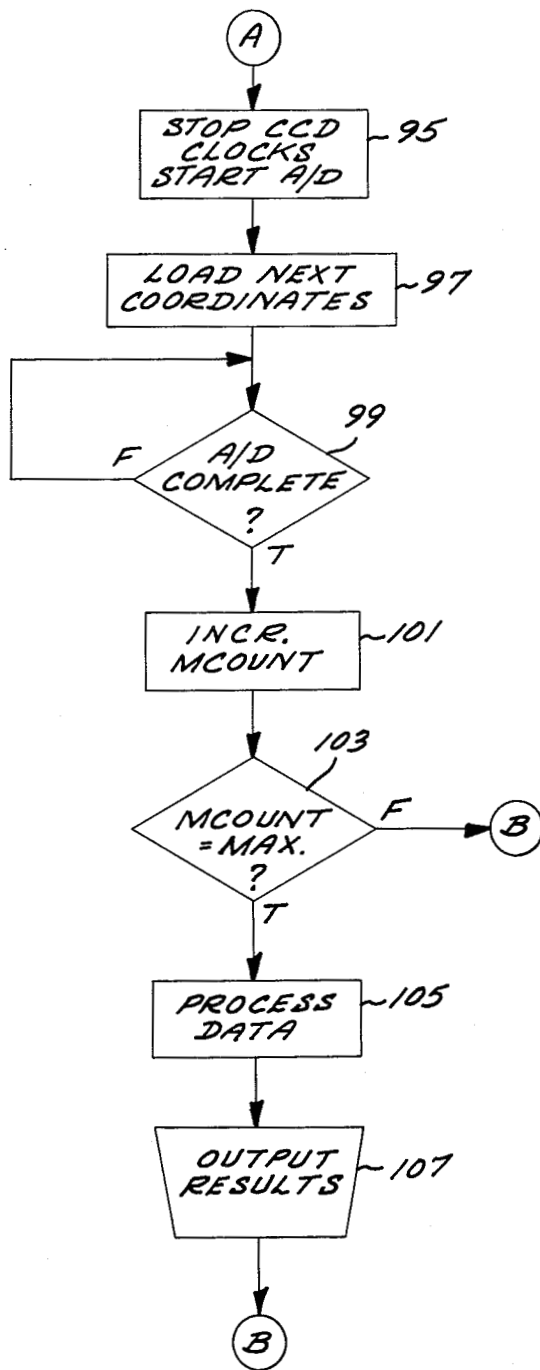 A
STOP CCD
CLOCKS
START A/D
95
LOAD NEXT
COORDINATES
97
99
F
A/D
COMPLETE
?
T
INCR.
MCOUNT
101
103
MCOUNT
= MAX.
?
F
B
T
PROCESS
DATA
105
OUTPUT
RESULTS
107
B